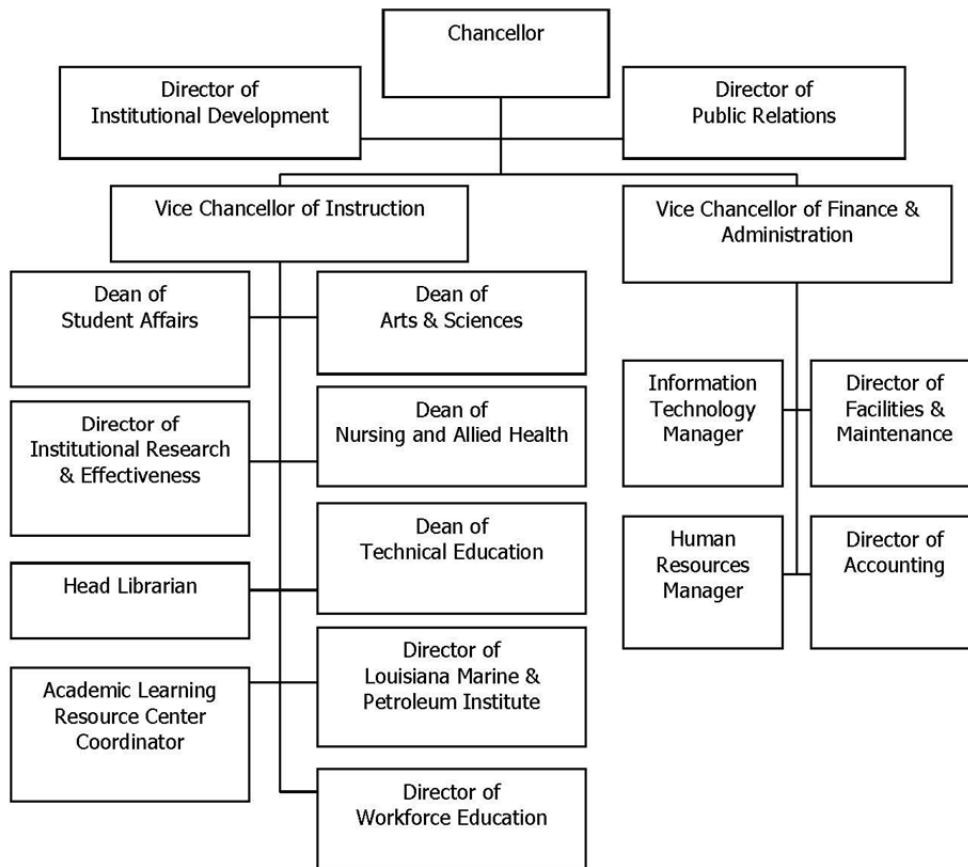 Chancellor
Director of
Institutional Development
Director of
Public Relations
Vice Chancellor of Instruction
Vice Chancellor of Finance &
Administration
Dean of
Student Affairs
Dean of
Arts & Sciences
Information
Technology
Manager
Director of
Facilities &
Maintenance
Director of
Institutional Research
& Effectiveness
Dean of
Nursing and Allied Health
Dean of
Technical Education
Human
Resources
Manager
Director of
Accounting
Head Librarian
Director of
Louisiana Marine &
Petroleum Institute
Academic Learning
Resource Center
Coordinator
Director of
Workforce Education